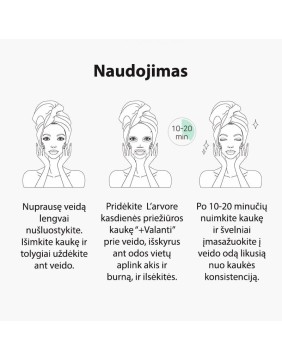 Naudojimas
10-20
min
Nuprausę veidą
lengvai
nušluostykite.
Išimkite kaukę ir
tolygiai uždėkite
ant veido.
Pridėkite L'arvore
kasdienės priežiūros
kaukę "+Valanti"
prie veido, išskyrus
ant odos vietų
aplink akis ir
burną, ir ilsėkitės.
Po 10-20 minučių
nuimkite kaukę
ir švelniai
įmasažuokite į
veido odą likusią
nuo kaukės
konsistenciją.